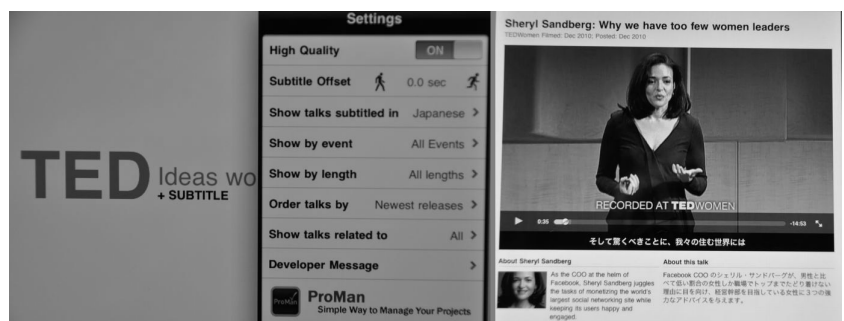 TED Ideas wo
+ SUBTITLE
Settings
High Quality ON
Subtitle Offset 0.0 sec
Show talks subtitled in Japanese >
Show by event All Events >
Show by length All lengths >
Order talks by Newest releases >
Show talks related to All >
Developer Message >
ProMan
ProMan
Simple Way to Manage Your Projects
Sheryl Sandberg: Why we have too few women leaders
TEDWomen Filmed: Dec 2010; Posted: Dec 2010
RECORDED AT TEDWOMEN
0:35 -14:53
そして驚くべきことに、我々の住む世界には
About Sheryl Sandberg
As the COO at the helm of
Facebook, Sheryl Sandberg juggles
the tasks of monetizing the world's
largest social networking site while
keeping its users happy and
engaged.
About this talk
Facebook COO のシェリル・サンドバーグが、男性と比
べて低い割合の女性しか職場でトップまでたどり着けない
理由に目を向け、経営幹部を目指している女性に３つの強
力なアドバイスを与えます。